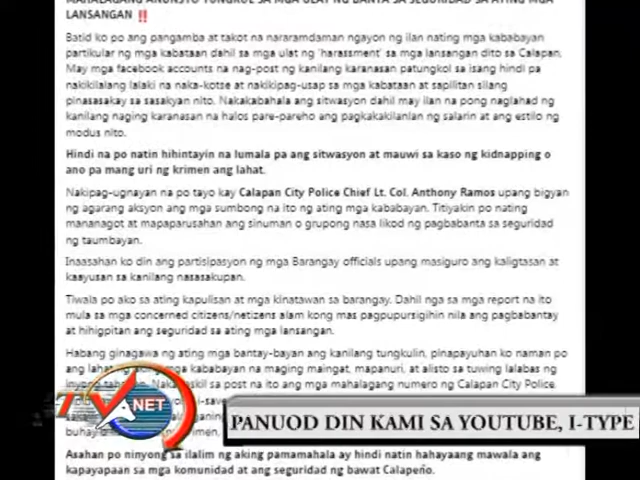 MAHALAGANG ANUNSYO TUNGKOL SA MGA ULAT NG BANTA SA SEGURIDAD SA ATING MGA
LANSANGAN ‼️
Batid ko po ang pangamba at takot na nararamdaman ngayon ng ilan nating mga kababayan
partikular ng mga kabataan dahil sa mga ulat ng 'harassment' sa mga lansangan dito sa Calapan.
May mga facebook accounts na nag-post ng kanilang karanasan patungkol sa isang hindi pa
nakikilalang lalaki na naka-kotse at nakikipag-usap sa mga kabataan at sapilitan silang
pinasasakay sa sasakyan nito. Nakakabahala ang sitwasyon dahil may ilan na pong naglahad ng
kanilang naging karanasan na halos pare-pareho ang pagkakakilanlan ng salarin at ang estilo ng
modus nito.
Hindi na po natin hihintayin na lumala pa ang sitwasyon at mauwi sa kaso ng kidnapping o
ano pa mang uri ng krimen ang lahat.
Nakipag-ugnayan na po tayo kay Calapan City Police Chief Lt. Col. Anthony Ramos upang bigyan
ng agarang aksyon ang mga sumbong na ito ng ating mga kababayan. Titiyakin po nating
mananagot at mapaparusahan ang sinuman o grupong nasa likod ng pagbabanta sa seguridad
ng taumbayan.
Inaasahan ko din ang partisipasyon ng mga Barangay officials upang masiguro ang kaligtasan at
kaayusan sa kanilang nasasakupan.
Tiwala po ako sa ating kapulisan at mga kinatawan sa barangay. Dahil nga sa mga report na ito
mula sa mga concerned citizens/netizens alam kong mas pagpupursigihin nila ang pagbabantay
at hihigpitan ang seguridad sa ating mga lansangan.
Habang ginagawa ng ating mga bantay-bayan ang kanilang tungkulin, pinapayuhan ko naman po
ang lahat ng ating mga kababayan na maging maingat, mapanuri, at alisto sa tuwing lalabas ng
inyong Nakapaskil sa post na ito ang mga mahalagang numero ng Calapan City Police.
i-save
buhay krimen,
TV NET
PANUOD DIN KAMI SA YOUTUBE, I-TYPE
Asahan po ninyong sa ilalim ng aking pamamahala ay hindi natin hahayaang mawala ang
kapayapaan sa mga komunidad at ang seguridad ng bawat Calapeño.